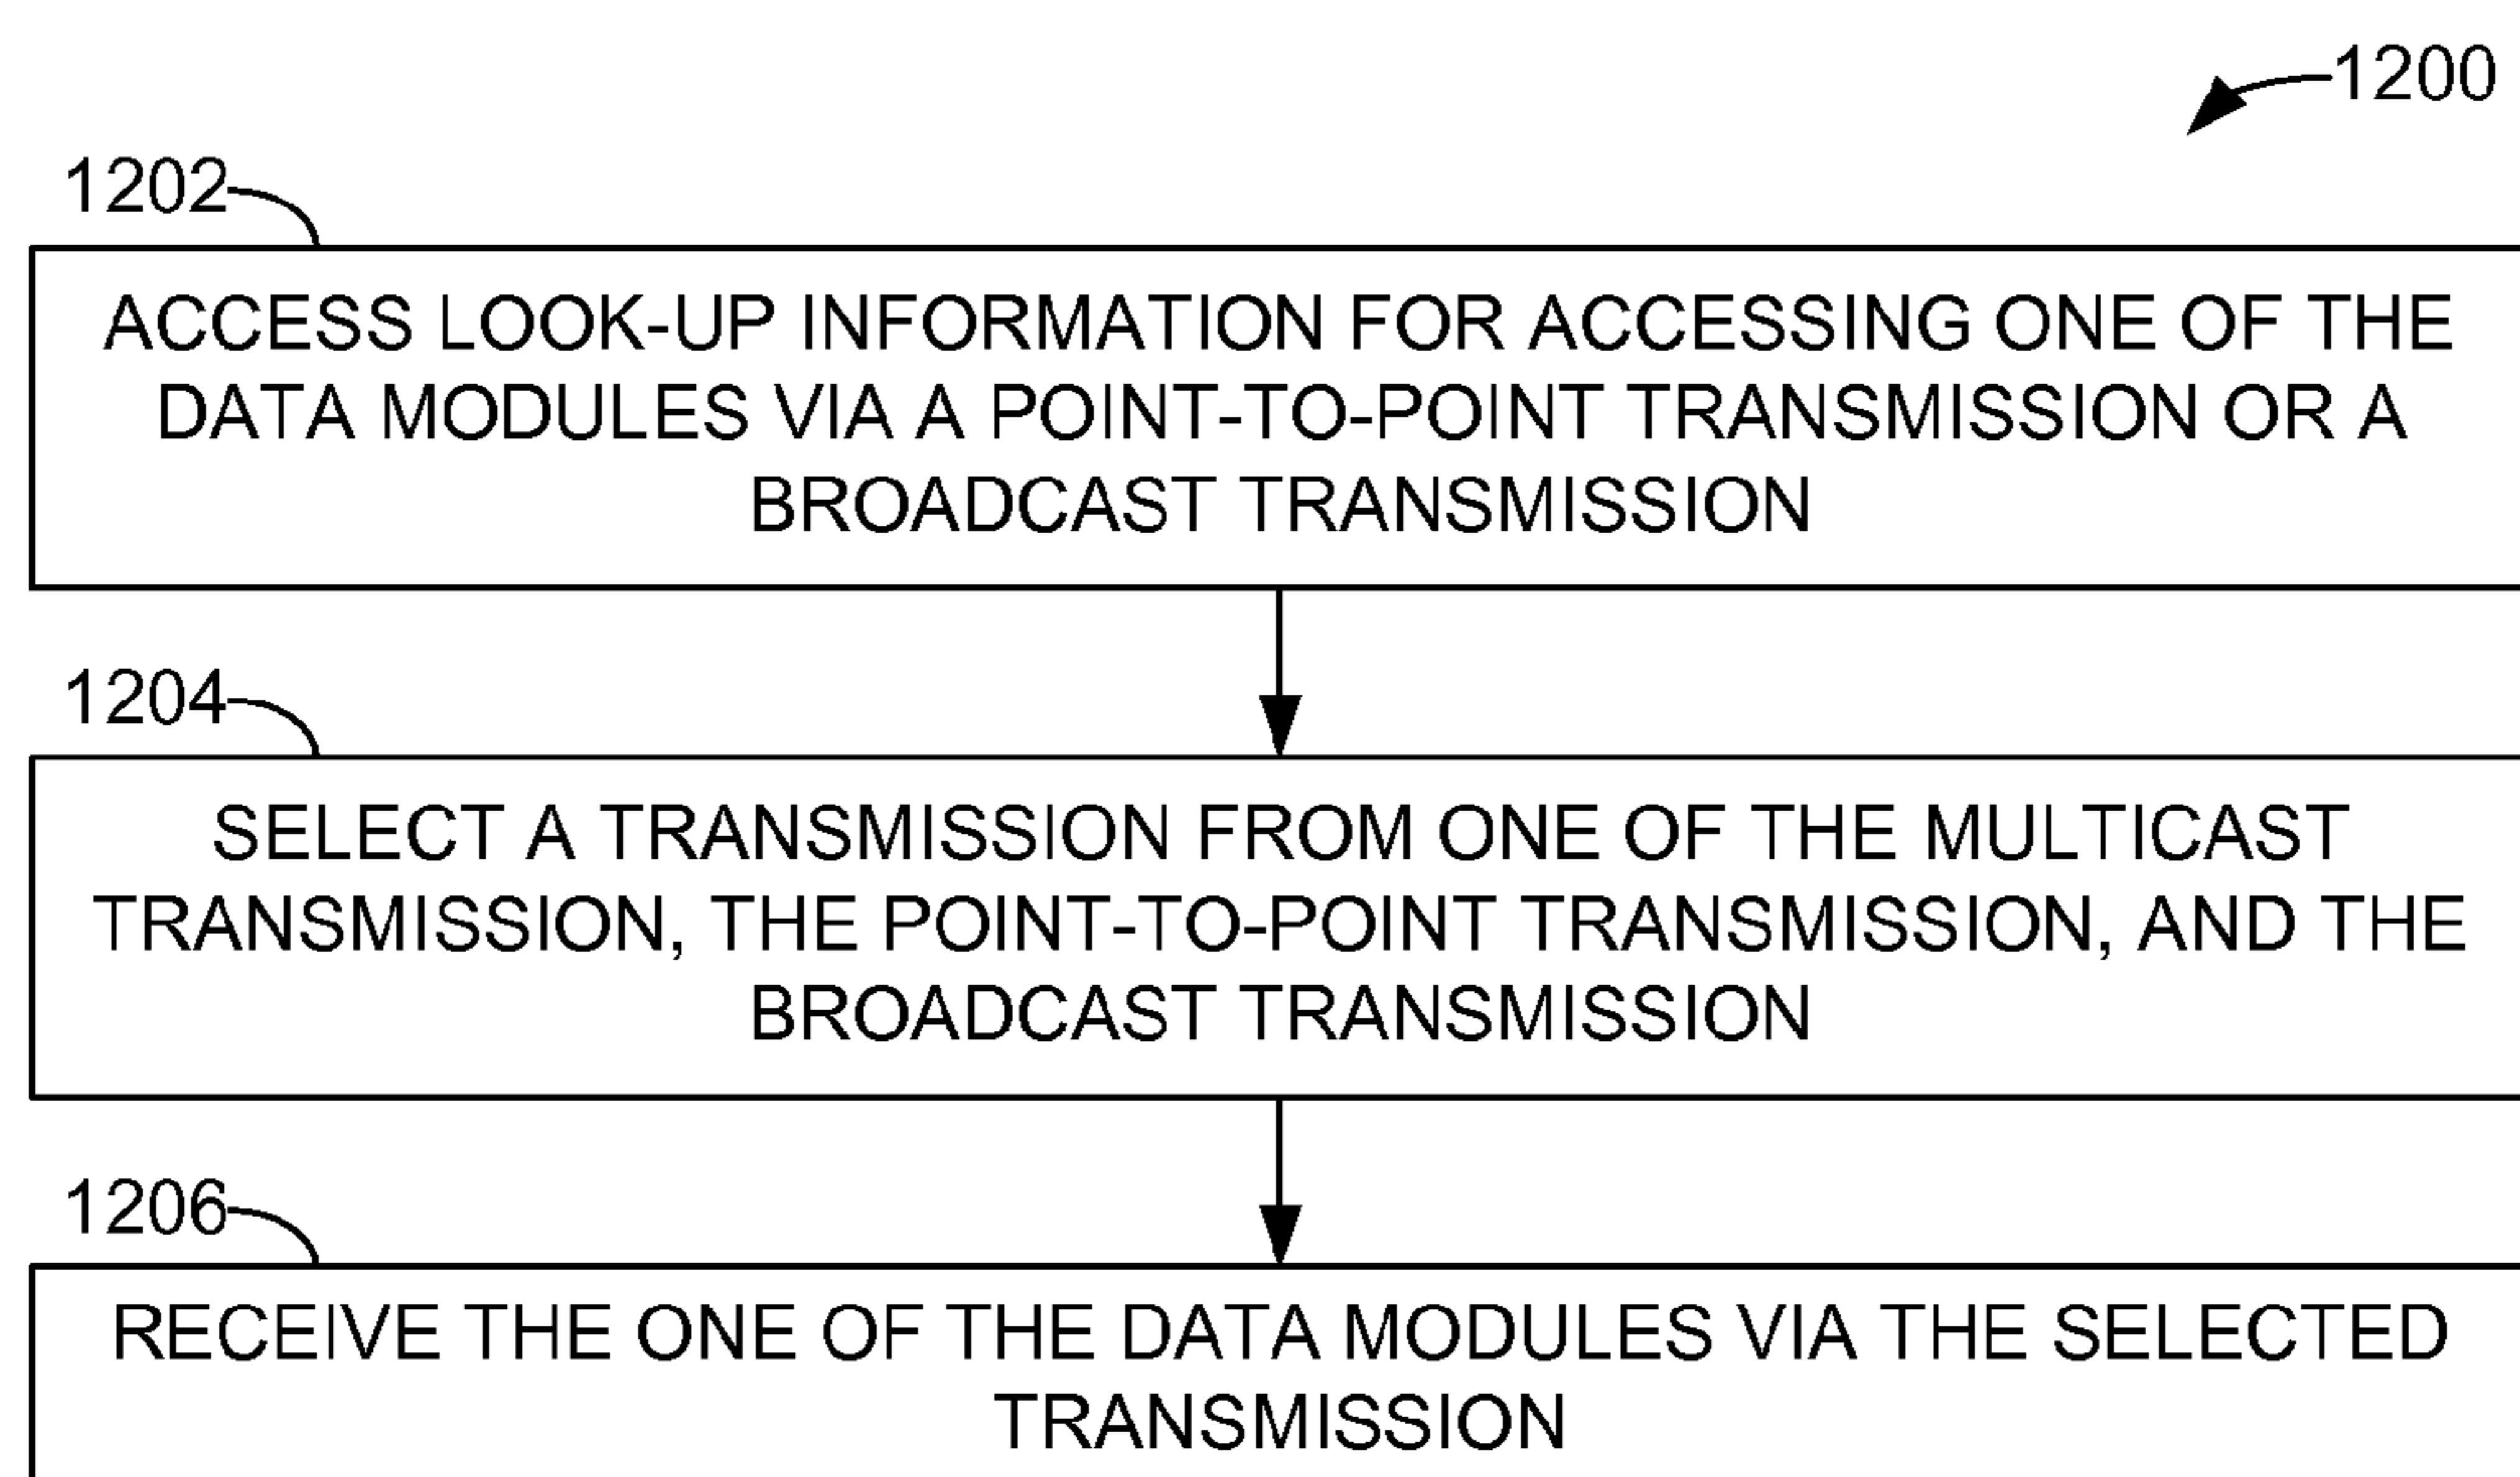 1200
1202
ACCESS LOOK-UP INFORMATION FOR ACCESSING ONE OF THE
DATA MODULES VIA A POINT-TO-POINT TRANSMISSION OR A
BROADCAST TRANSMISSION
1204
SELECT A TRANSMISSION FROM ONE OF THE MULTICAST
TRANSMISSION, THE POINT-TO-POINT TRANSMISSION, AND THE
BROADCAST TRANSMISSION
1206
RECEIVE THE ONE OF THE DATA MODULES VIA THE SELECTED
TRANSMISSION